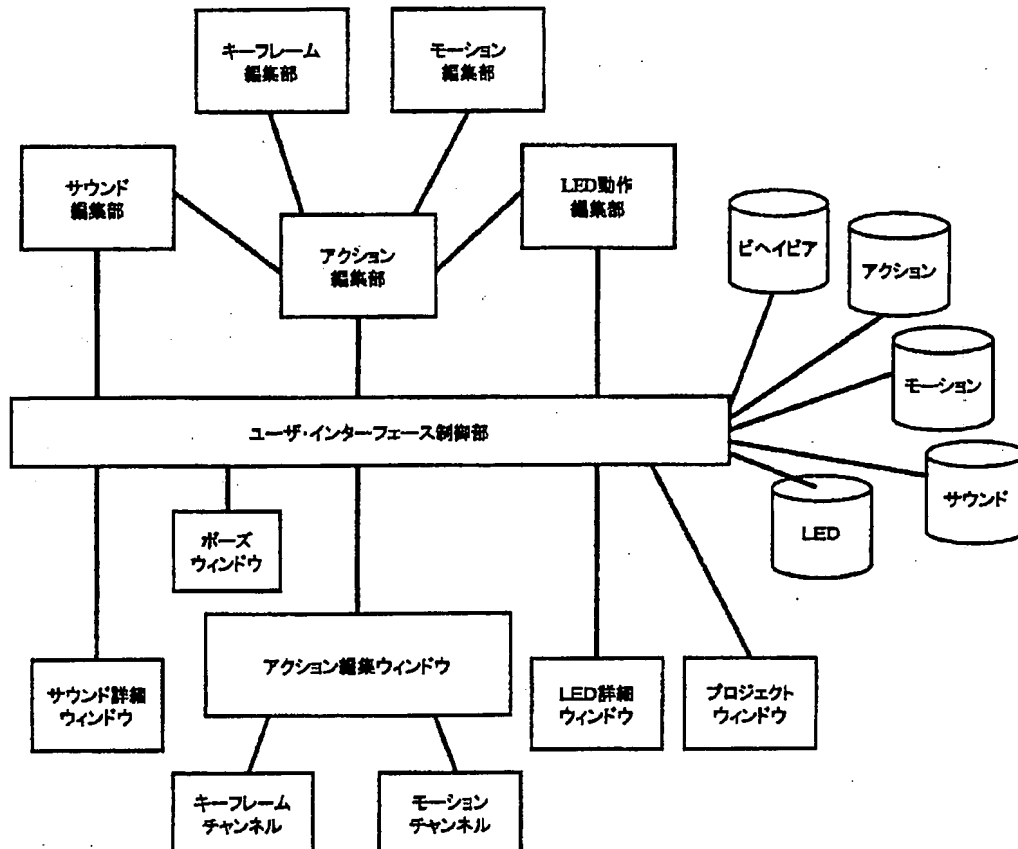 キーフレーム
編集部
モーション
編集部
サウンド
編集部
LED動作
編集部
アクション
編集部
ビヘイビア
アクション
モーション
サウンド
LED
ユーザ・インターフェース制御部
ポーズ
ウィンドウ
アクション編集ウィンドウ
サウンド詳細
ウィンドウ
LED詳細
ウィンドウ
プロジェクト
ウィンドウ
キーフレーム
チャンネル
モーション
チャンネル